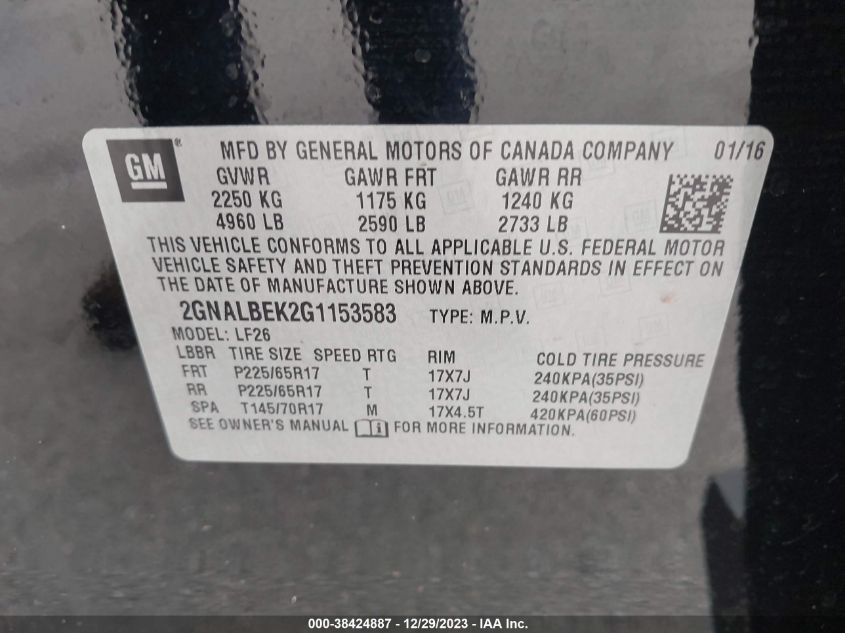 GM ® MFD BY GENERAL MOTORS OF CANADA COMPANY 01/16
GVWR GAWR FRT GAWR RR
2250 KG 1175 KG 1240 KG
4960 LB 2590 LB 2733 LB
THIS VEHICLE CONFORMS TO ALL APPLICABLE U.S. FEDERAL MOTOR
VEHICLE SAFETY AND THEFT PREVENTION STANDARDS IN EFFECT ON
THE DATE OF MANUFACTURE SHOWN ABOVE.
2GNALBEK2G1153583 TYPE: M.P.V.
MODEL: LF26
LBBR TIRE SIZE SPEED RTG RIM COLD TIRE PRESSURE
FRT P225/65R17 T 17X7J 240KPA(35PSI)
RR P225/65R17 T 17X7J 240KPA(35PSI)
SPA T145/70R17 M 17X4.5T 420KPA(60PSI)
SEE OWNER'S MANUAL FOR MORE INFORMATION.
000-38424887 - 12/29/2023 - IAA Inc.